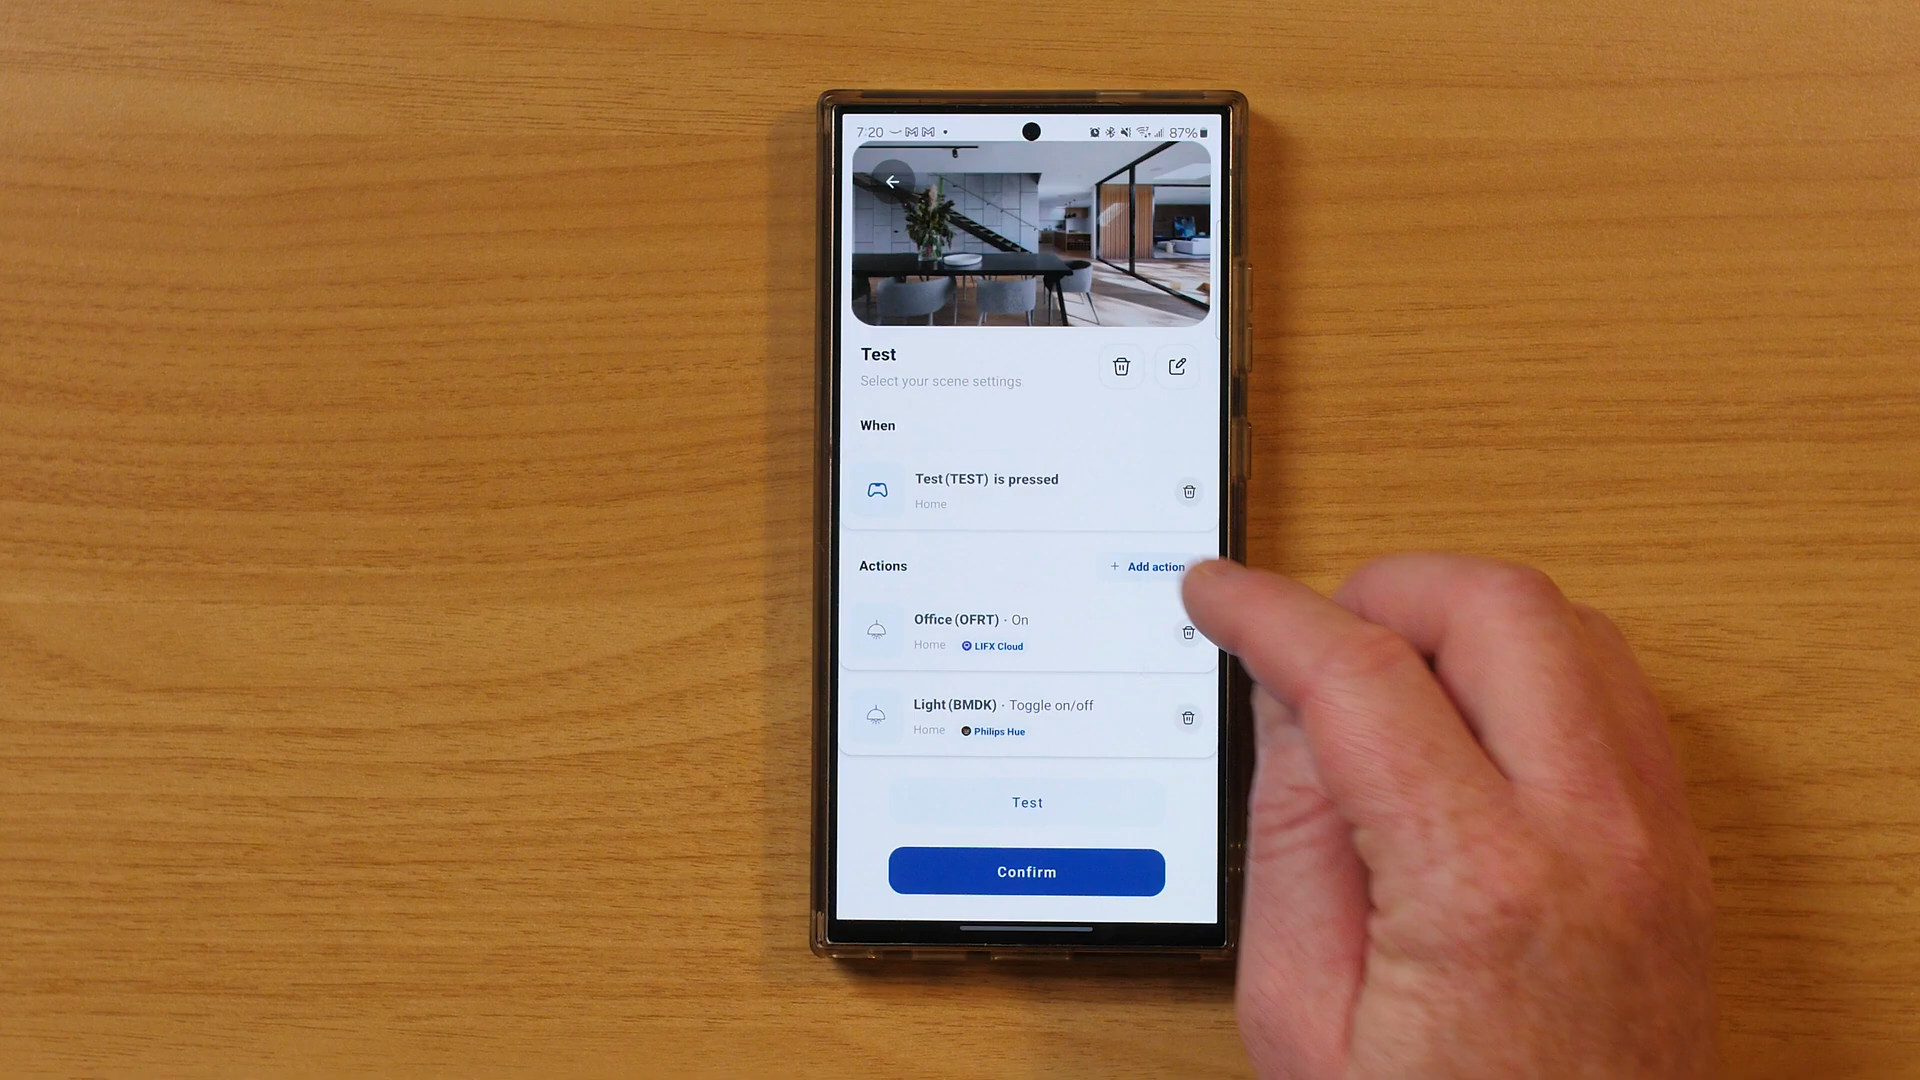 7:20
87%
Test
Select your scene settings
When
Test (TEST) is pressed
Home
Actions
+ Add action
Office (OFRT) · On
Home LIFX Cloud
Light (BMDK) · Toggle on/off
Home Philips Hue
Test
Confirm